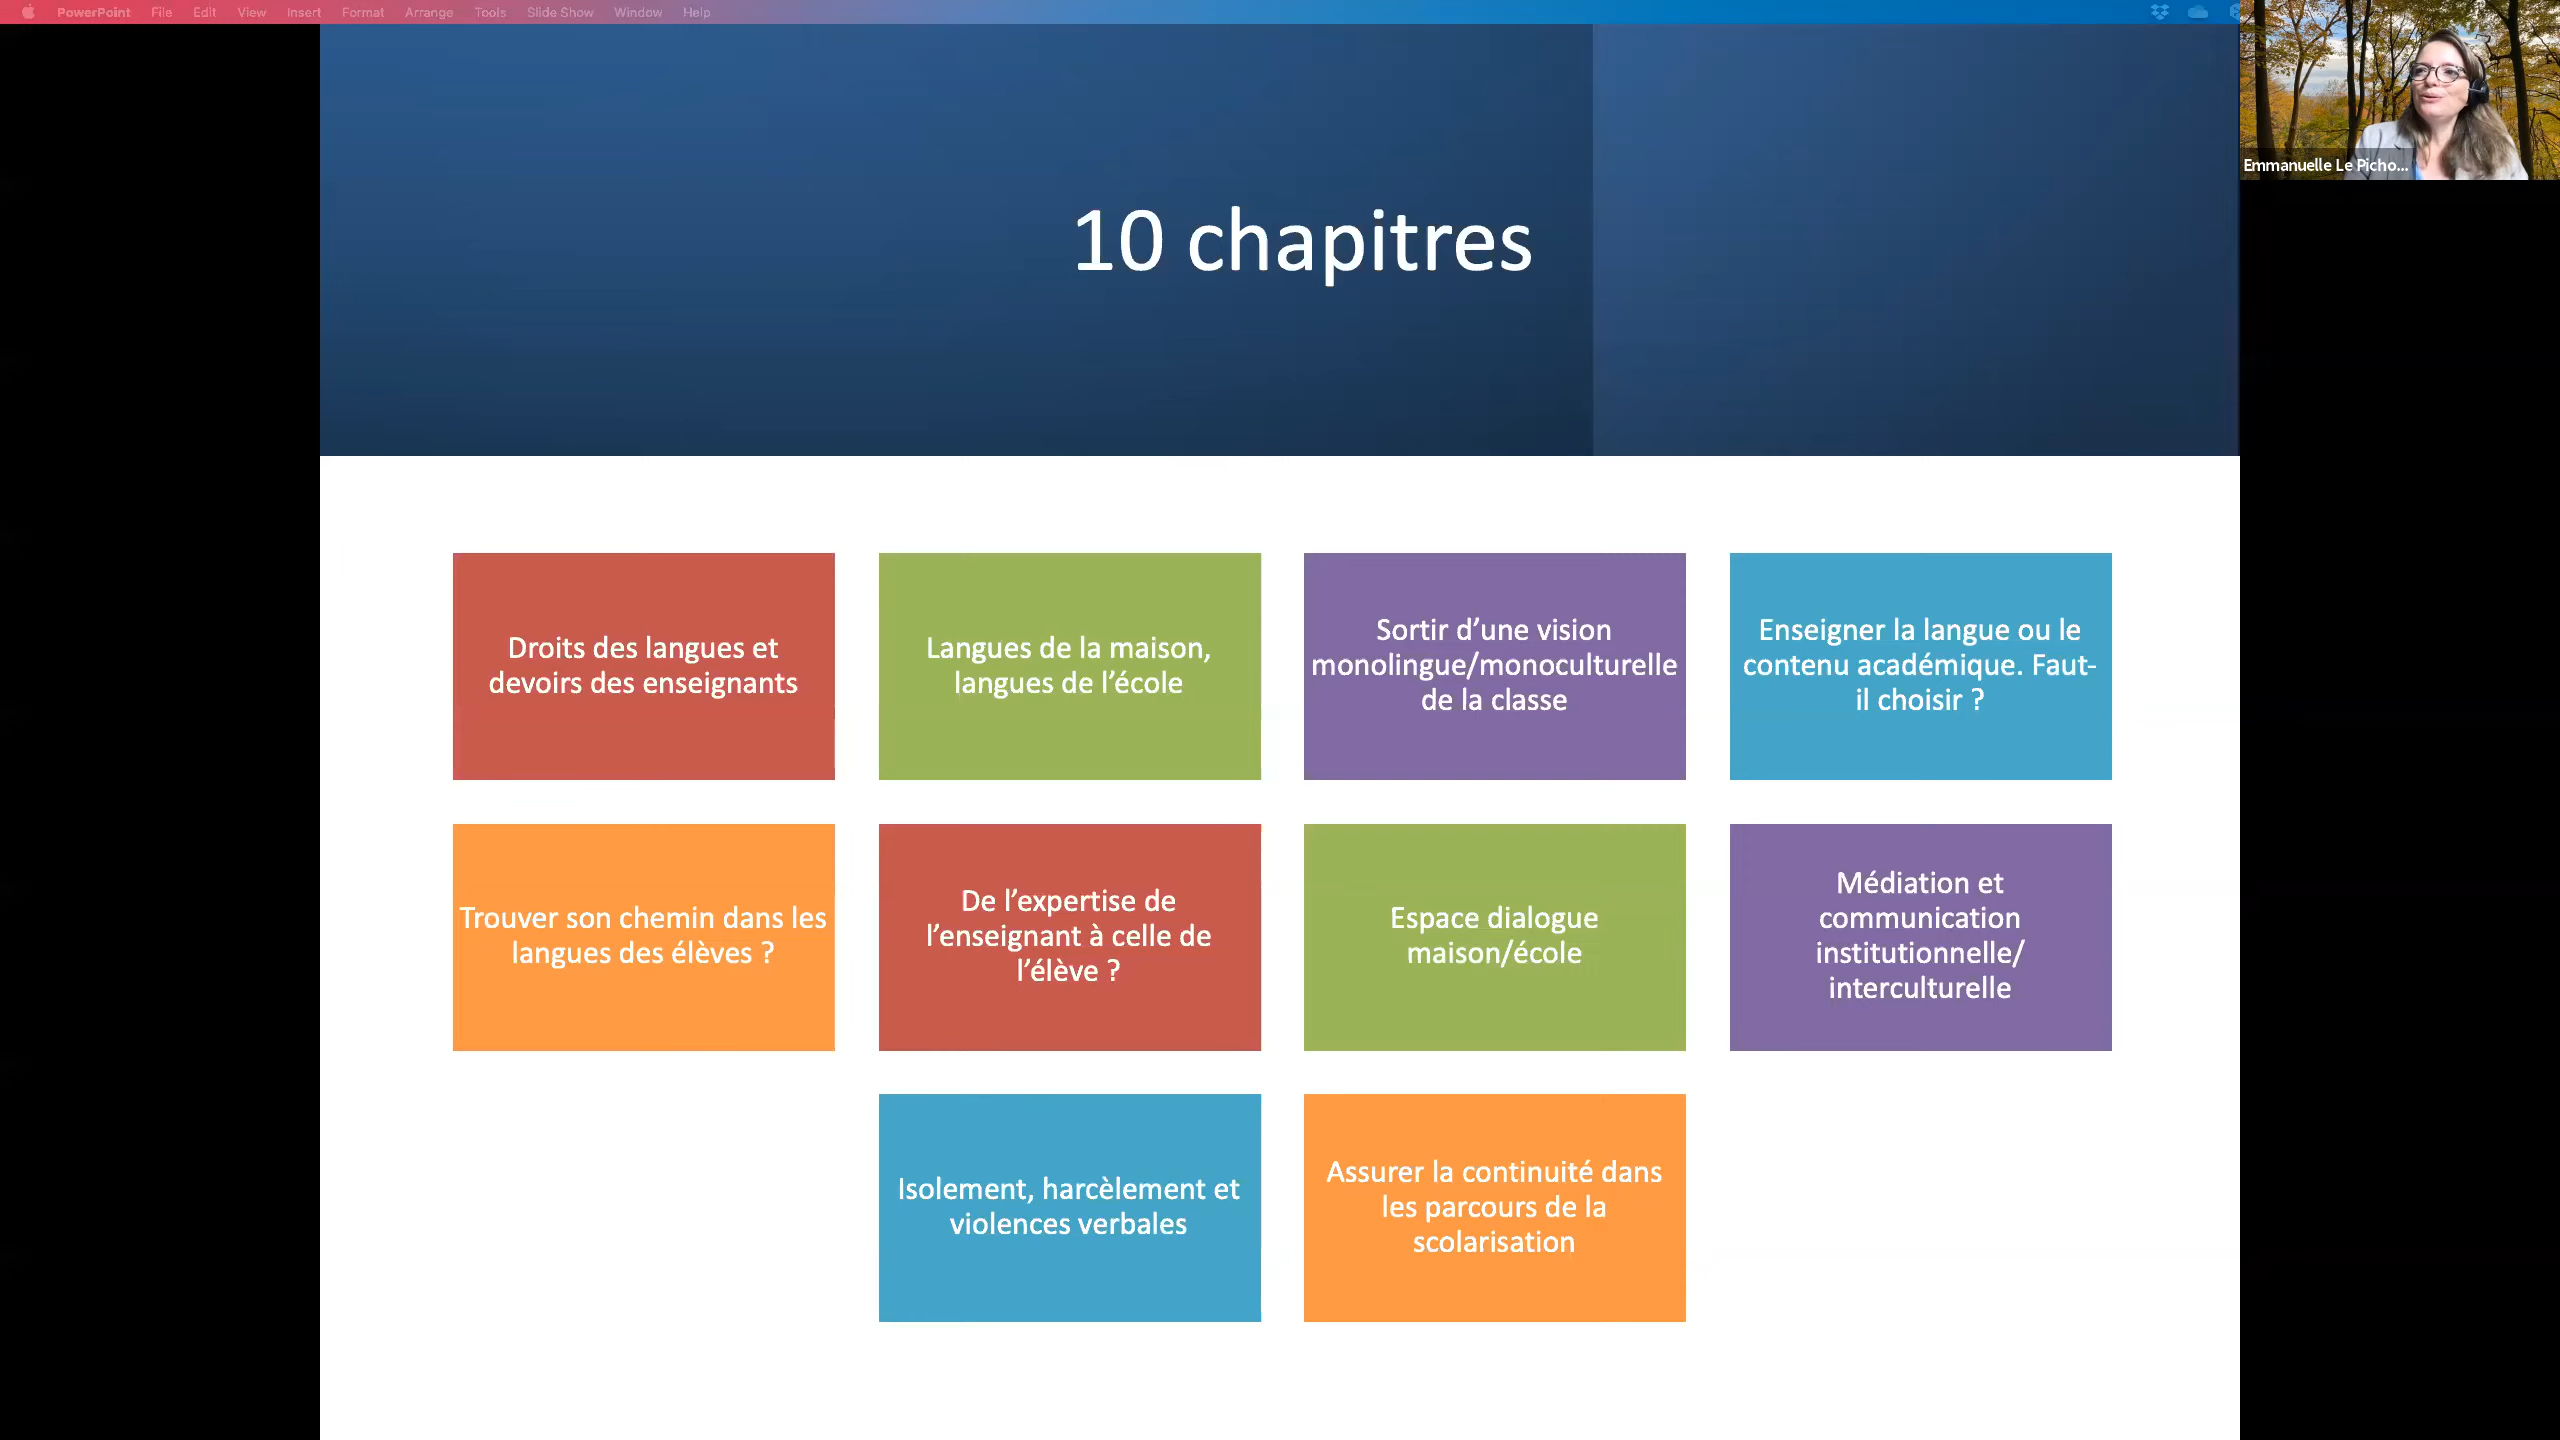 PowerPoint File Edit View Insert Format Arrange Tools Slide Show Window Help
Emmanuelle Le Picho...
10 chapitres
Droits des langues et
devoirs des enseignants
Langues de la maison,
langues de l’école
Sortir d’une vision
monolingue/monoculturelle
de la classe
Enseigner la langue ou le
contenu académique. Faut-
il choisir ?
Trouver son chemin dans les
langues des élèves ?
De l’expertise de
l’enseignant à celle de
l’élève ?
Espace dialogue
maison/école
Médiation et
communication
institutionnelle/
interculturelle
Isolement, harcèlement et
violences verbales
Assurer la continuité dans
les parcours de la
scolarisation